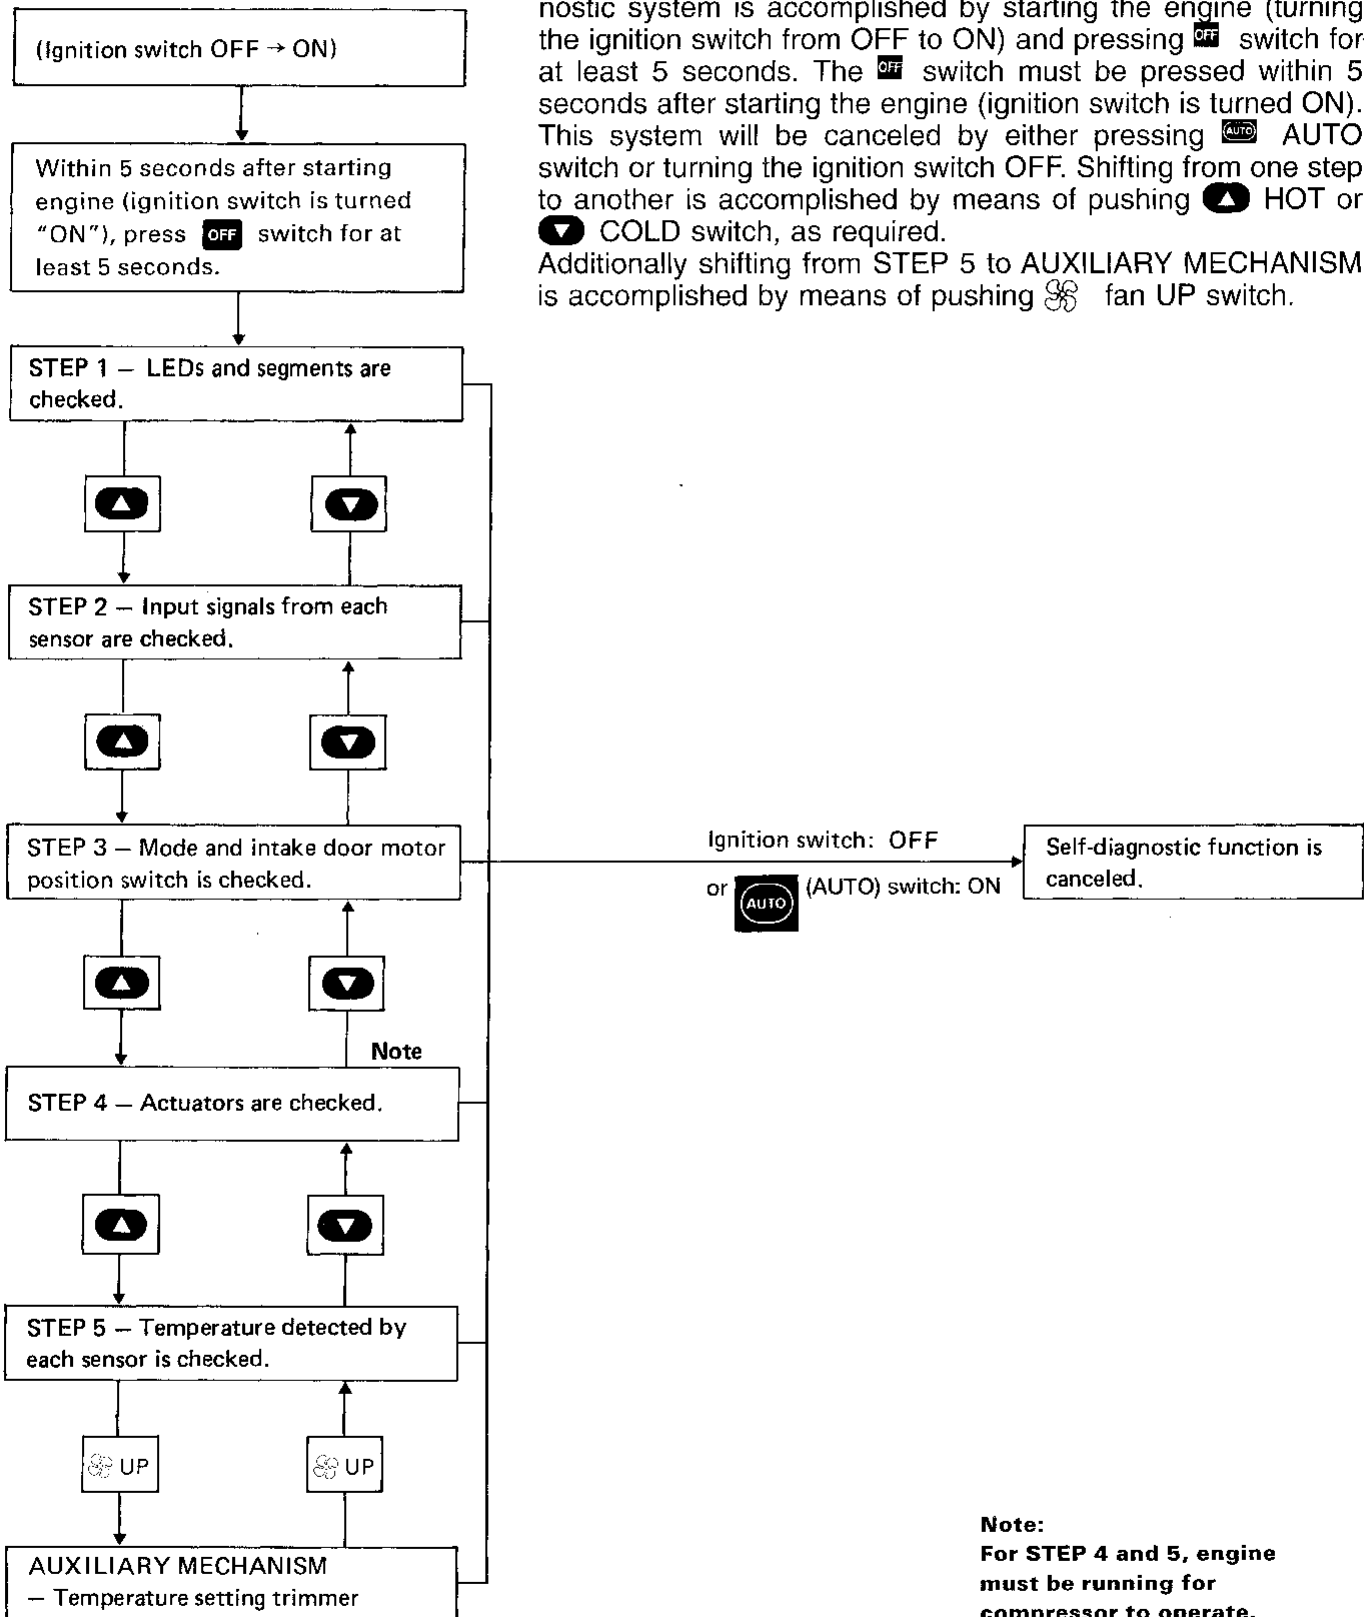 (Ignition switch OFF → ON)
Within 5 seconds after starting
engine (ignition switch is turned
"ON"), press OFF switch for at
least 5 seconds.
nostic system is accomplished by starting the engine (turning
the ignition switch from OFF to ON) and pressing OFF switch for
at least 5 seconds. The OFF switch must be pressed within 5
seconds after starting the engine (ignition switch is turned ON).
This system will be canceled by either pressing AUTO AUTO
switch or turning the ignition switch OFF. Shifting from one step
to another is accomplished by means of pushing HOT or
COLD switch, as required.
Additionally shifting from STEP 5 to AUXILIARY MECHANISM
is accomplished by means of pushing fan UP switch.
STEP 1 — LEDs and segments are
checked.
STEP 2 — Input signals from each
sensor are checked.
STEP 3 — Mode and intake door motor
position switch is checked.
Ignition switch: OFF
or AUTO (AUTO) switch: ON
Self-diagnostic function is
canceled.
Note
STEP 4 — Actuators are checked.
STEP 5 — Temperature detected by
each sensor is checked.
UP
UP
AUXILIARY MECHANISM
— Temperature setting trimmer
Note:
For STEP 4 and 5, engine
must be running for
compressor to operate.